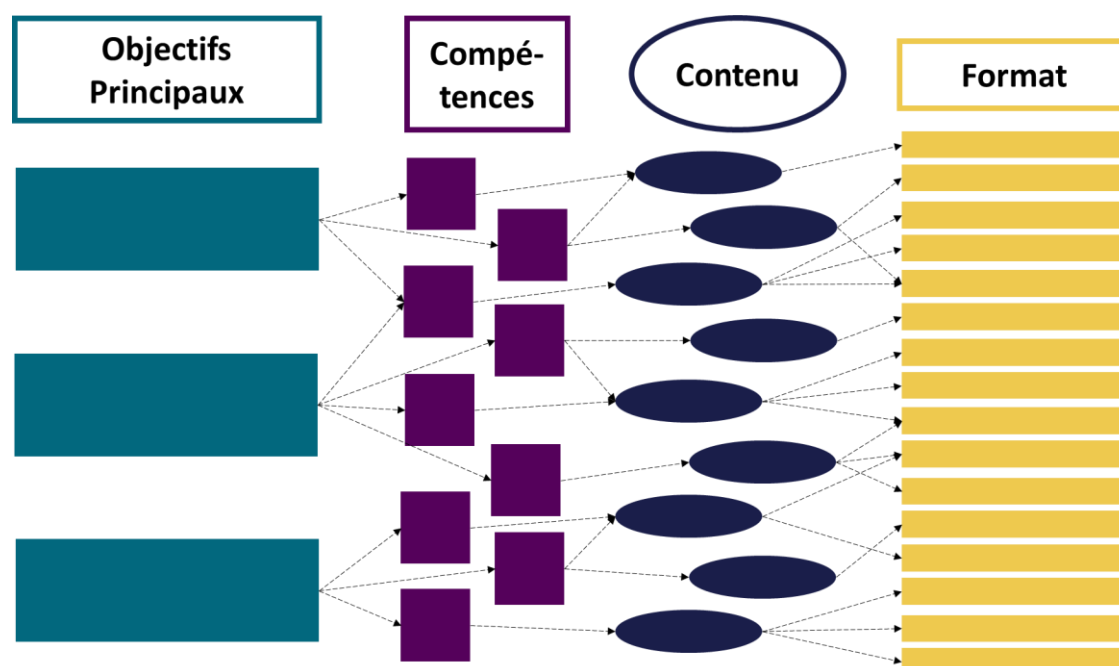 Objectifs
Principaux
Compé-
tences
Contenu
Format